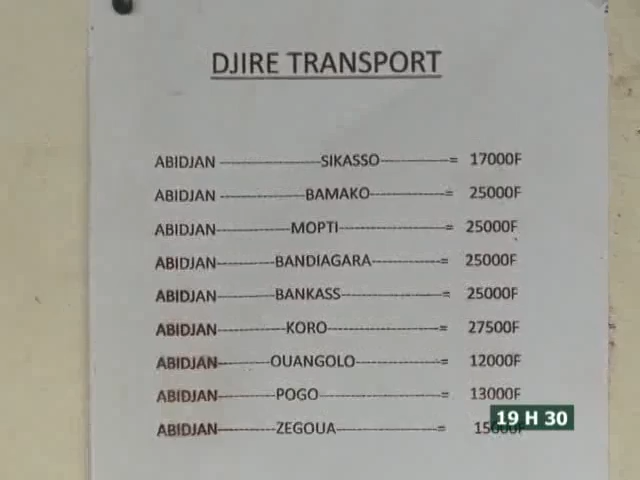 DJIRE TRANSPORT
ABIDJAN --------------------SIKASSO---------------= 17000F
ABIDJAN ------------------BAMAKO---------------= 25000F
ABIDJAN---------------MOPTI---------------------= 25000F
ABIDJAN------------BANDIAGARA--------------= 25000F
ABIDJAN------------BANKASS--------------------= 25000F
ABIDJAN--------------KORO-----------------------= 27500F
ABIDJAN-----------OUANGOLO-----------------= 12000F
ABIDJAN------------POGO------------------------= 13000F
ABIDJAN------------ZEGOUA--------------------=
19 H 30